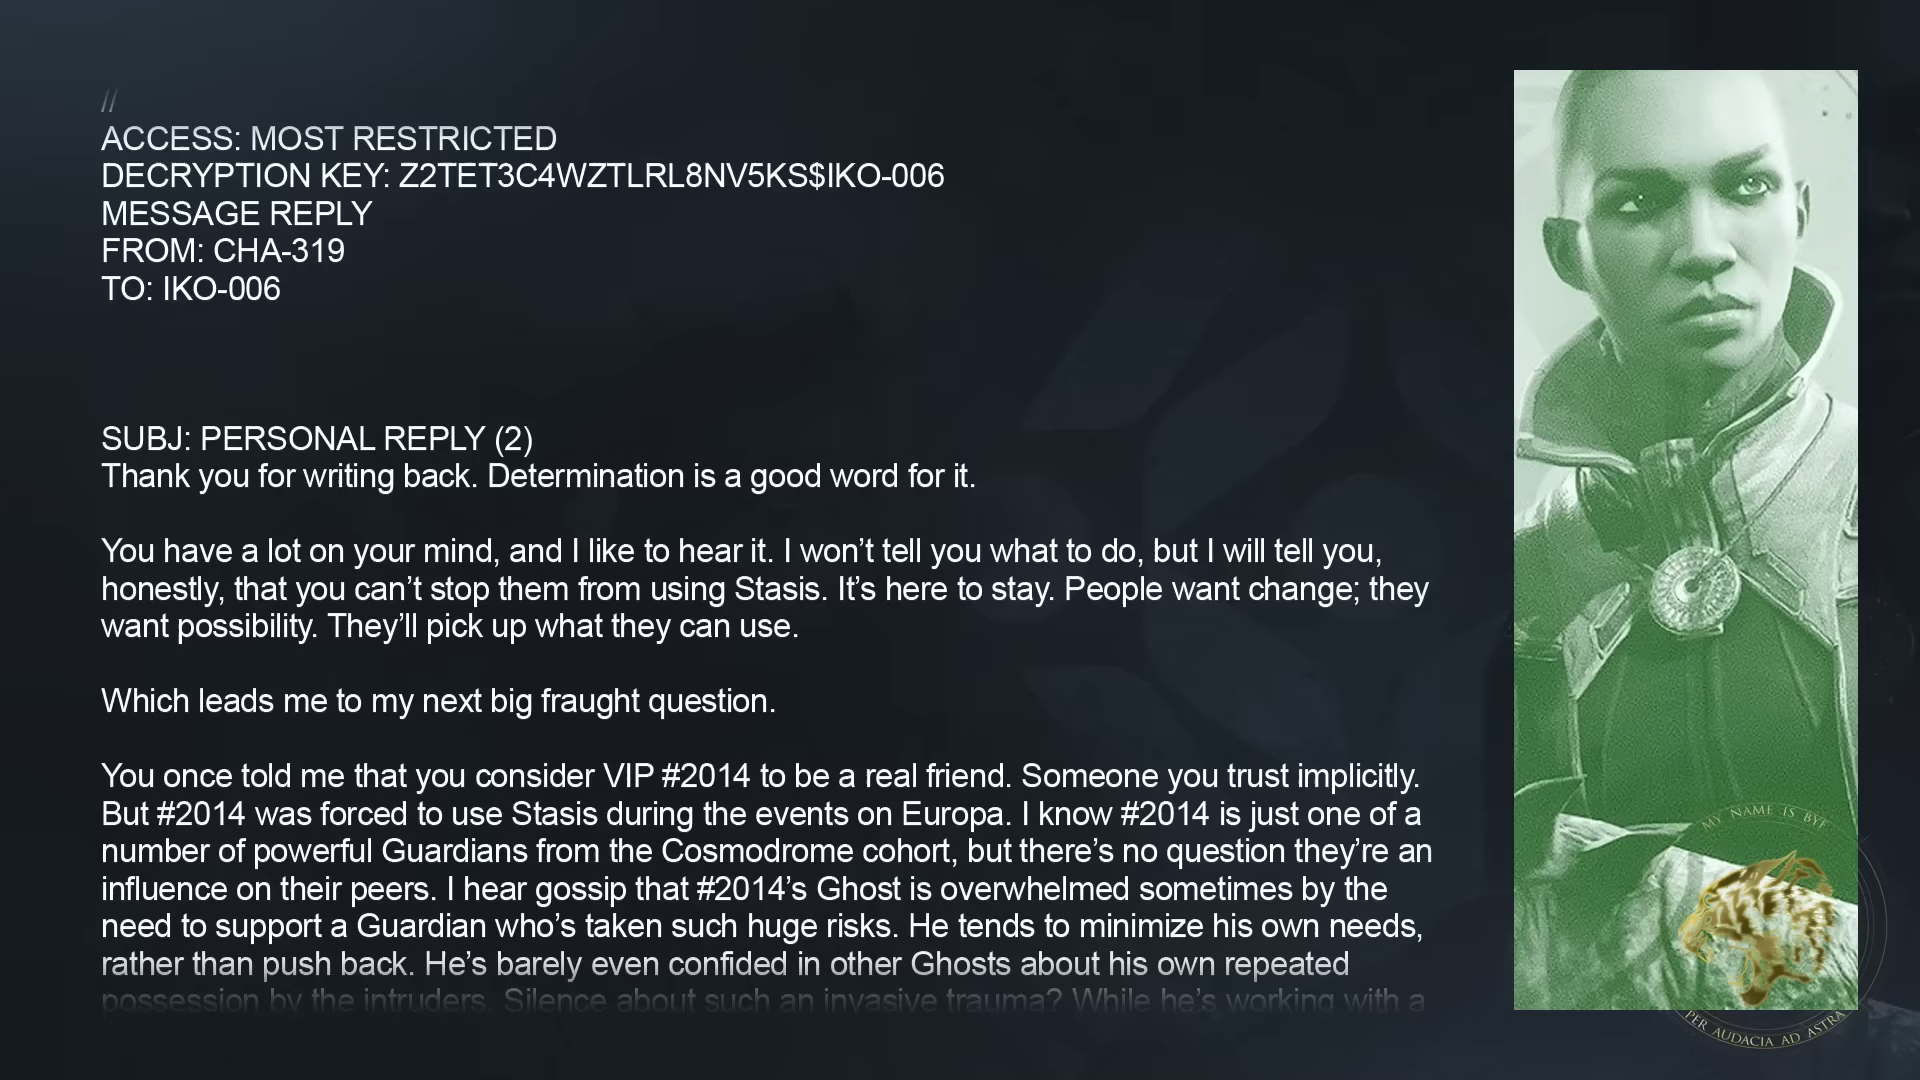 //
ACCESS: MOST RESTRICTED
DECRYPTION KEY: Z2TET3C4WZTLRL8NV5KS$IKO-006
MESSAGE REPLY
FROM: CHA-319
TO: IKO-006
SUBJ: PERSONAL REPLY (2)
Thank you for writing back. Determination is a good word for it.
You have a lot on your mind, and I like to hear it. I won’t tell you what to do, but I will tell you,
honestly, that you can’t stop them from using Stasis. It’s here to stay. People want change; they
want possibility. They’ll pick up what they can use.
Which leads me to my next big fraught question.
You once told me that you consider VIP #2014 to be a real friend. Someone you trust implicitly.
But #2014 was forced to use Stasis during the events on Europa. I know #2014 is just one of a
number of powerful Guardians from the Cosmodrome cohort, but there’s no question they’re an
influence on their peers. I hear gossip that #2014’s Ghost is overwhelmed sometimes by the
need to support a Guardian who’s taken such huge risks. He tends to minimize his own needs,
rather than push back. He’s barely even confided in other Ghosts about his own repeated
possession by the intruders. Silence about such an invasive trauma? While he’s working with a
MY NAME IS BYF
PER AUDACIA AD ASTRA